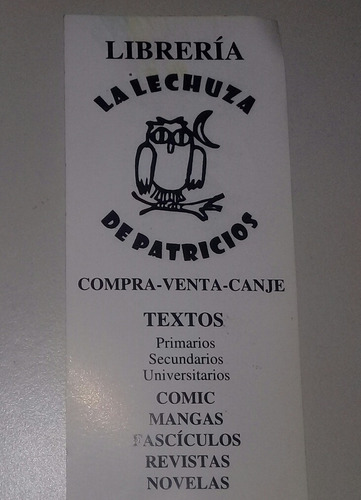 LIBRERÍA
LA LECHUZA
DE PATRICIOS
COMPRA-VENTA-CANJE
TEXTOS
Primarios
Secundarios
Universitarios
COMIC
MANGAS
FASCÍCULOS
REVISTAS
NOVELAS